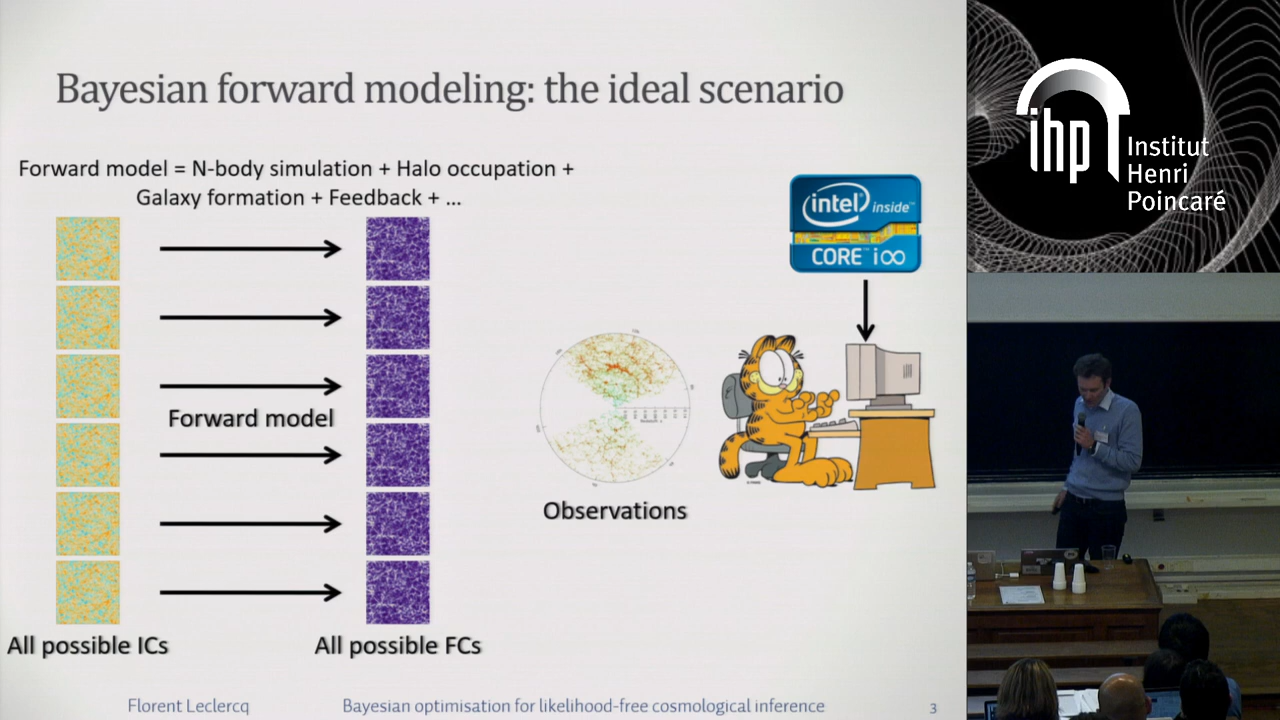 Bayesian forward modeling: the ideal scenario
Forward model = N-body simulation + Halo occupation +
Galaxy formation + Feedback + ...
Forward model
All possible ICs
All possible FCs
Observations
intel inside™
CORE™ i∞
Florent Leclercq
Bayesian optimisation for likelihood-free cosmological inference
3
ihp
Institut
Henri
Poincaré